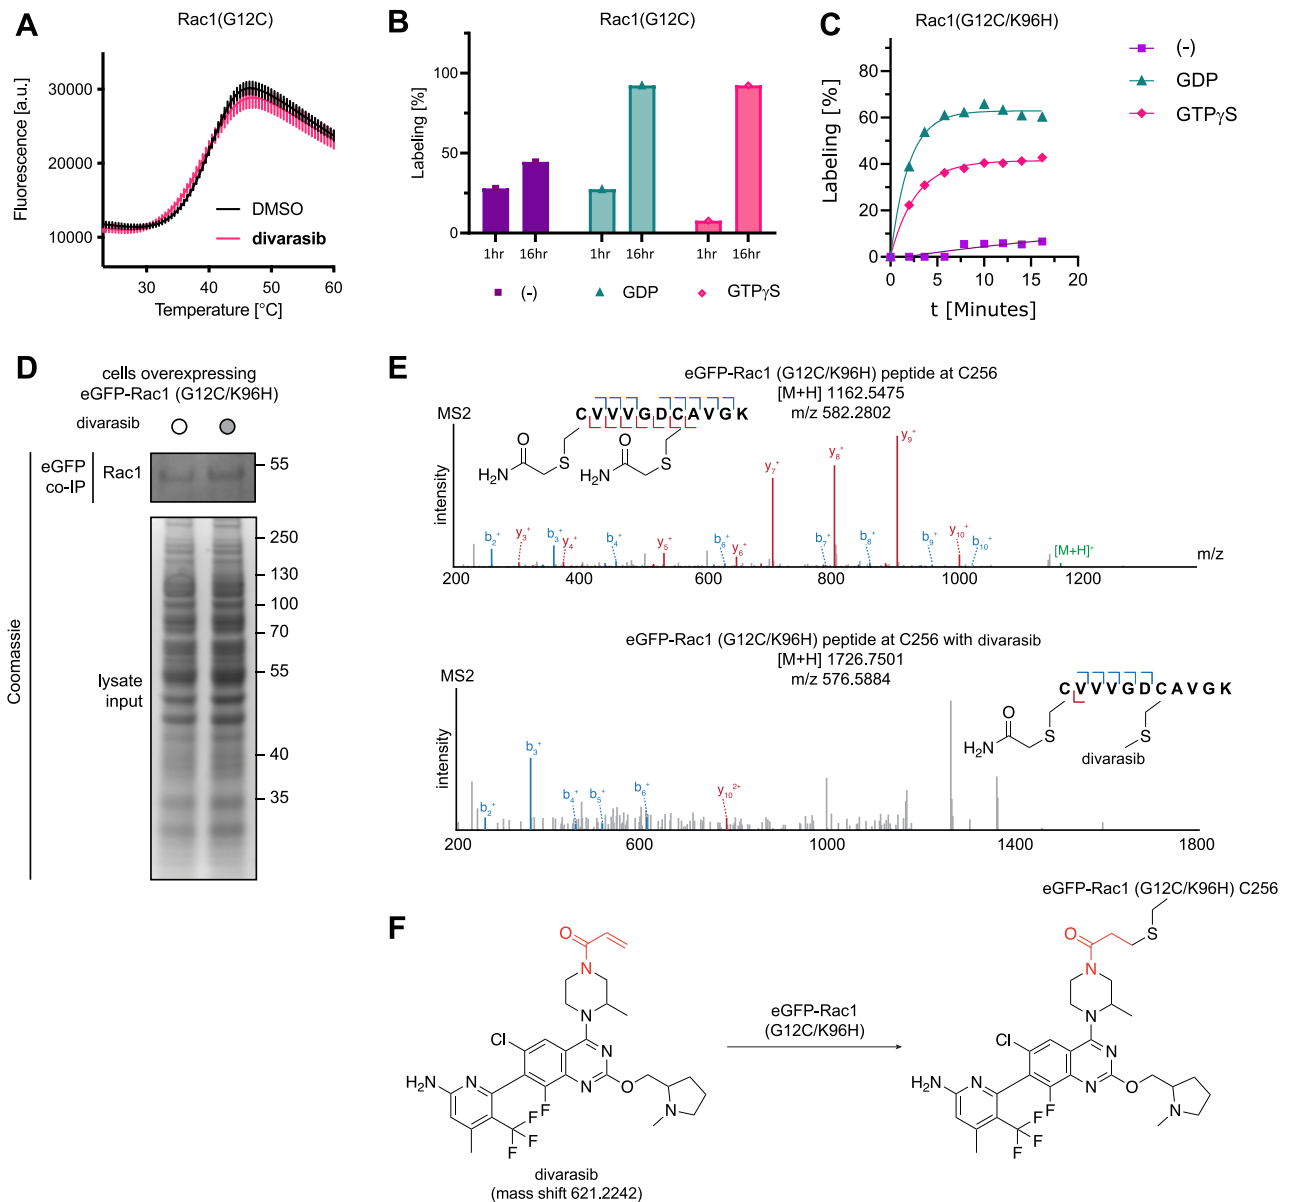 A
Rac1(G12C)
Fluorescence [a.u.]
30000
20000
10000
DMSO
divarasib
30
40
50
60
Temperature [°C]
B
Rac1(G12C)
Labeling [%]
100
50
0
1hr
16hr
1hr
16hr
1hr
16hr
(-)
GDP
GTPγS
C
Rac1(G12C/K96H)
Labeling [%]
80
60
40
20
0
0
5
10
15
20
t [Minutes]
(-)
GDP
GTPγS
D
cells overexpressing
eGFP-Rac1 (G12C/K96H)
divarasib
Coomassie
eGFP
co-IP
Rac1
55
lysate
input
250
130
100
70
55
40
35
E
eGFP-Rac1 (G12C/K96H) peptide at C256
[M+H] 1162.5475
m/z 582.2802
MS2
intensity
C V V V G D C A V G K
O
H2N
S
O
H2N
S
b2+
y3+
b3+
y4+
b4+
y5+
b6+
y6+
y7+
b7+
y8+
b8+
y9+
b9+
y10+
b10+
[M+H]+
m/z
200
400
600
800
1000
1200
eGFP-Rac1 (G12C/K96H) peptide at C256 with divarasib
[M+H] 1726.7501
m/z 576.5884
MS2
intensity
C V V V G D C A V G K
O
H2N
S
S
divarasib
b2+
b3+
b4+
b5+
b6+
y10 2+
200
600
1000
1400
1800
F
eGFP-Rac1 (G12C/K96H) C256
O
N
N
Cl
N
N
O
N
H2N
N
F
F
F
F
divarasib
(mass shift 621.2242)
eGFP-Rac1
(G12C/K96H)
S
O
N
N
Cl
N
N
O
N
H2N
N
F
F
F
F